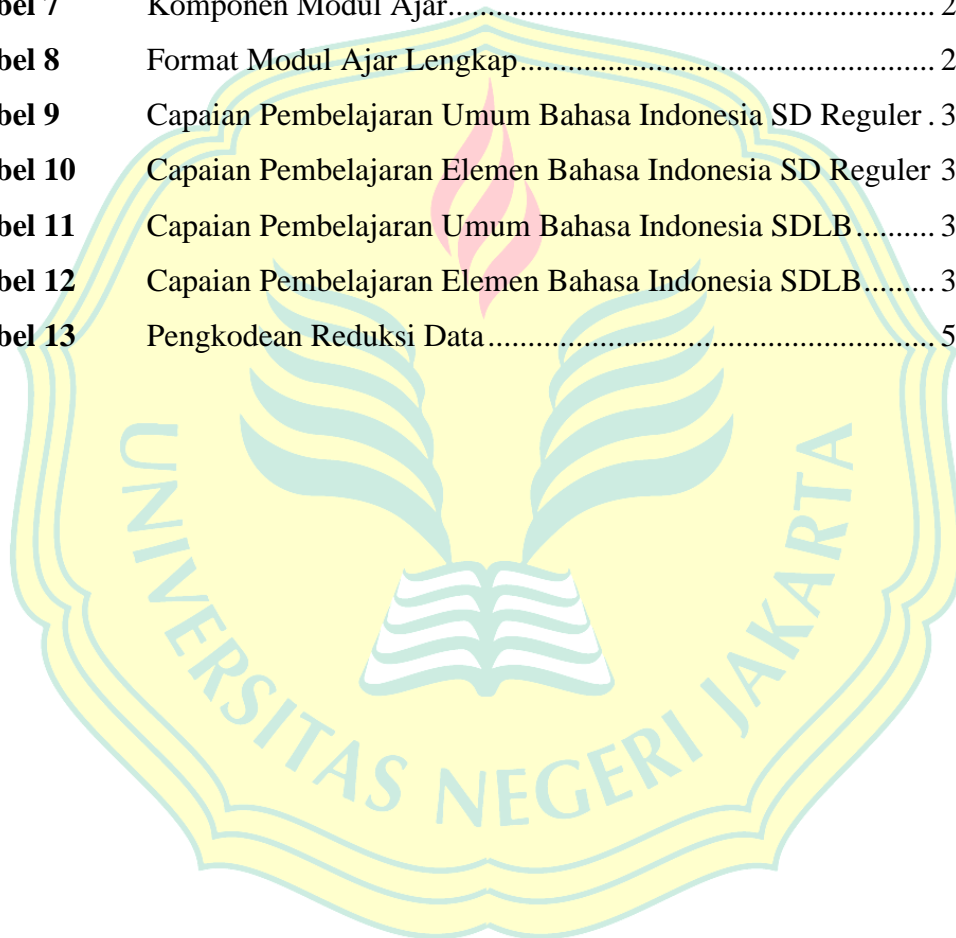 bel 7 Komponen Modul Ajar.......................................................... 2
bel 8 Format Modul Ajar Lengkap................................................. 2
bel 9 Capaian Pembelajaran Umum Bahasa Indonesia SD Reguler . 3
bel 10 Capaian Pembelajaran Elemen Bahasa Indonesia SD Reguler 3
bel 11 Capaian Pembelajaran Umum Bahasa Indonesia SDLB.......... 3
bel 12 Capaian Pembelajaran Elemen Bahasa Indonesia SDLB......... 3
bel 13 Pengkodean Reduksi Data..................................................... 5
UNIVERSITAS NEGERI JAKARTA